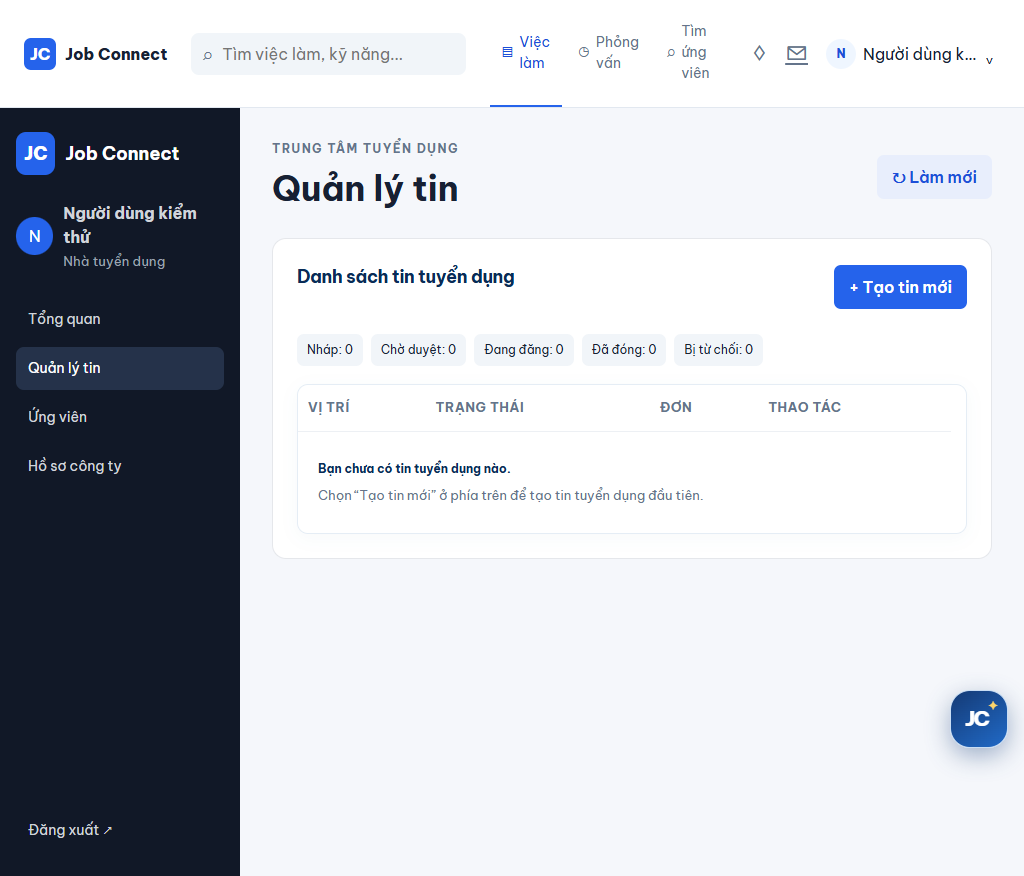 JC Job Connect
Tìm việc làm, kỹ năng...
Việc làm
Phỏng vấn
Tìm ứng viên
N Người dùng k...
JC Job Connect
N Người dùng kiểm thử
Nhà tuyển dụng
Tổng quan
Quản lý tin
Ứng viên
Hồ sơ công ty
Đăng xuất ↗
TRUNG TÂM TUYỂN DỤNG
Quản lý tin
↻ Làm mới
Danh sách tin tuyển dụng
+ Tạo tin mới
Nháp: 0 Chờ duyệt: 0 Đang đăng: 0 Đã đóng: 0 Bị từ chối: 0
VỊ TRÍ TRẠNG THÁI ĐƠN THAO TÁC
Bạn chưa có tin tuyển dụng nào.
Chọn “Tạo tin mới” ở phía trên để tạo tin tuyển dụng đầu tiên.
JC